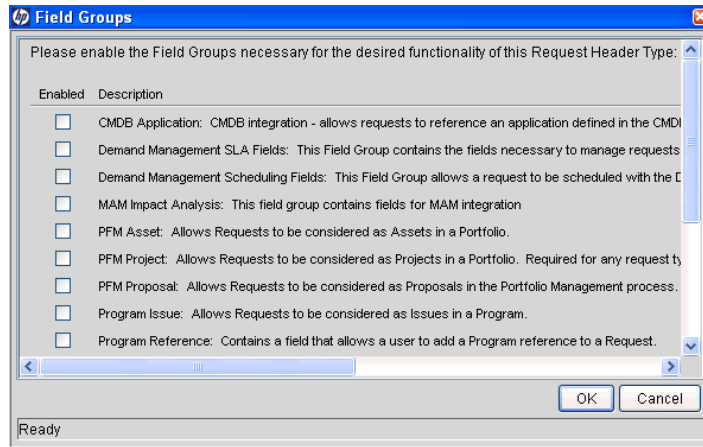 hp Field Groups
Please enable the Field Groups necessary for the desired functionality of this Request Header Type:
Enabled Description
CMDB Application: CMDB integration - allows requests to reference an application defined in the CMD
Demand Management SLA Fields: This Field Group contains the fields necessary to manage requests
Demand Management Scheduling Fields: This Field Group allows a request to be scheduled with the
MAM Impact Analysis: This field group contains fields for MAM integration
PFM Asset: Allows Requests to be considered as Assets in a Portfolio.
PFM Project: Allows Requests to be considered as Projects in a Portfolio. Required for any request ty
PFM Proposal: Allows Requests to be considered as Proposals in the Portfolio Management process.
Program Issue: Allows Requests to be considered as Issues in a Program.
Program Reference: Contains a field that allows a user to add a Program reference to a Request.
OK Cancel
Ready